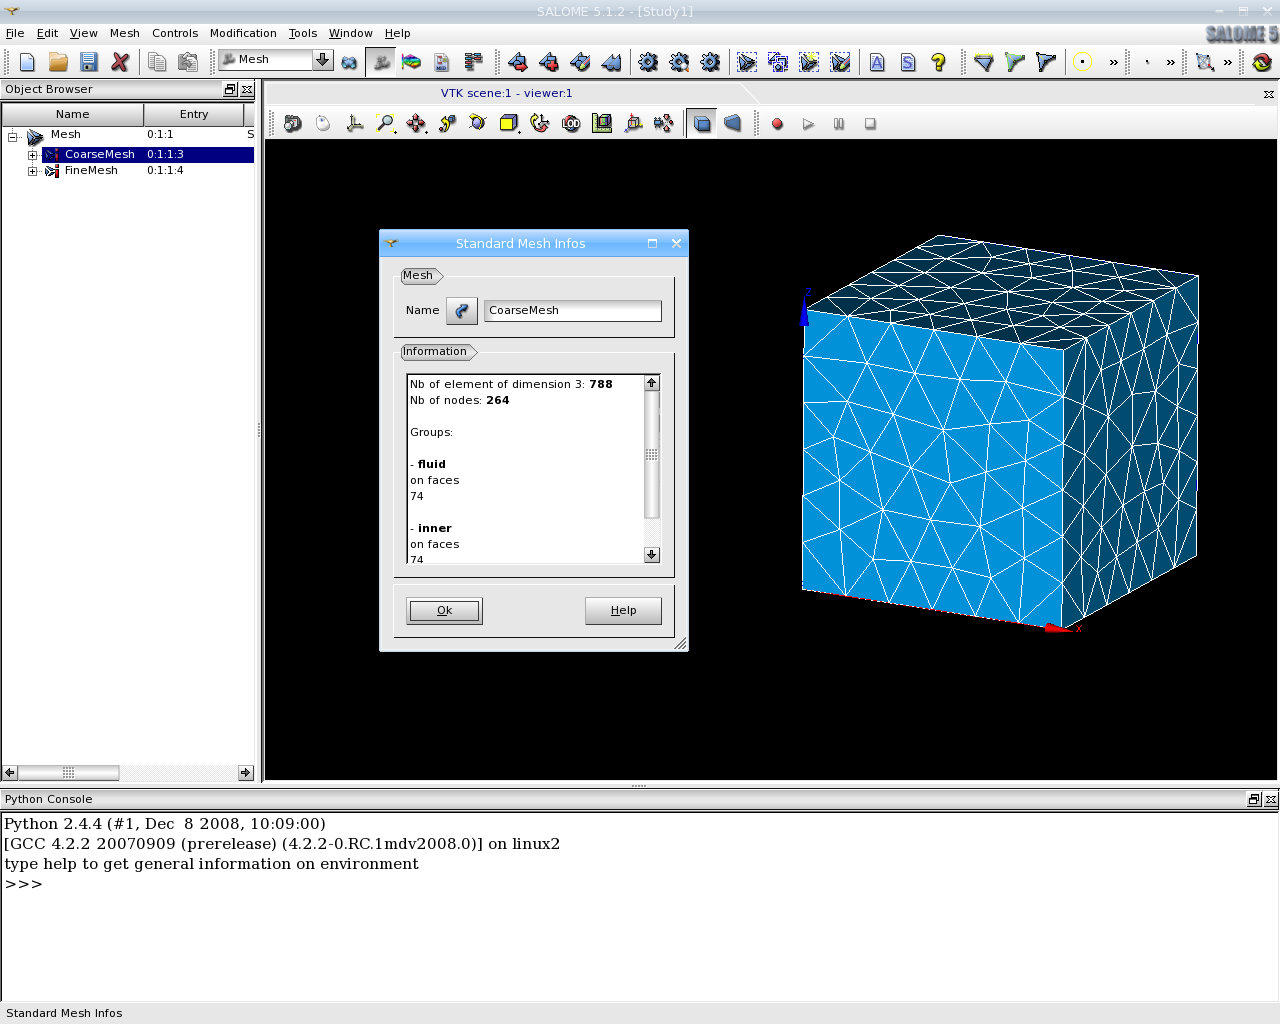 SALOME 5.1.2 - [Study1]
File Edit View Mesh Controls Modification Tools Window Help
SALOME 5
Mesh
Object Browser
VTK scene:1 - viewer:1
Name Entry
Mesh 0:1:1 S
CoarseMesh 0:1:1:3
FineMesh 0:1:1:4
Standard Mesh Infos
Mesh
Name CoarseMesh
Information
Nb of element of dimension 3: 788
Nb of nodes: 264
Groups:
- fluid
on faces
74
- inner
on faces
74
Ok Help
Z
X
Python Console
Python 2.4.4 (#1, Dec  8 2008, 10:09:00)
[GCC 4.2.2 20070909 (prerelease) (4.2.2-0.RC.1mdv2008.0)] on linux2
type help to get general information on environment
>>>
Standard Mesh Infos